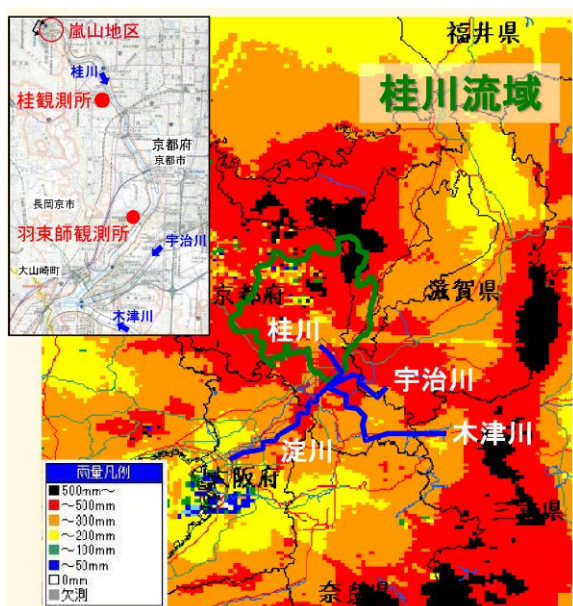 嵐山地区
桂川
桂観測所
京都府
京都市
長岡京市
羽束師観測所
宇治川
大山崎町
木津川
福井県
桂川流域
京都府
滋賀県
桂川
宇治川
木津川
淀川
阪府
三重県
奈良県
雨量凡例
500mm~
~500mm
~300mm
~200mm
~100mm
~50mm
0mm
欠測